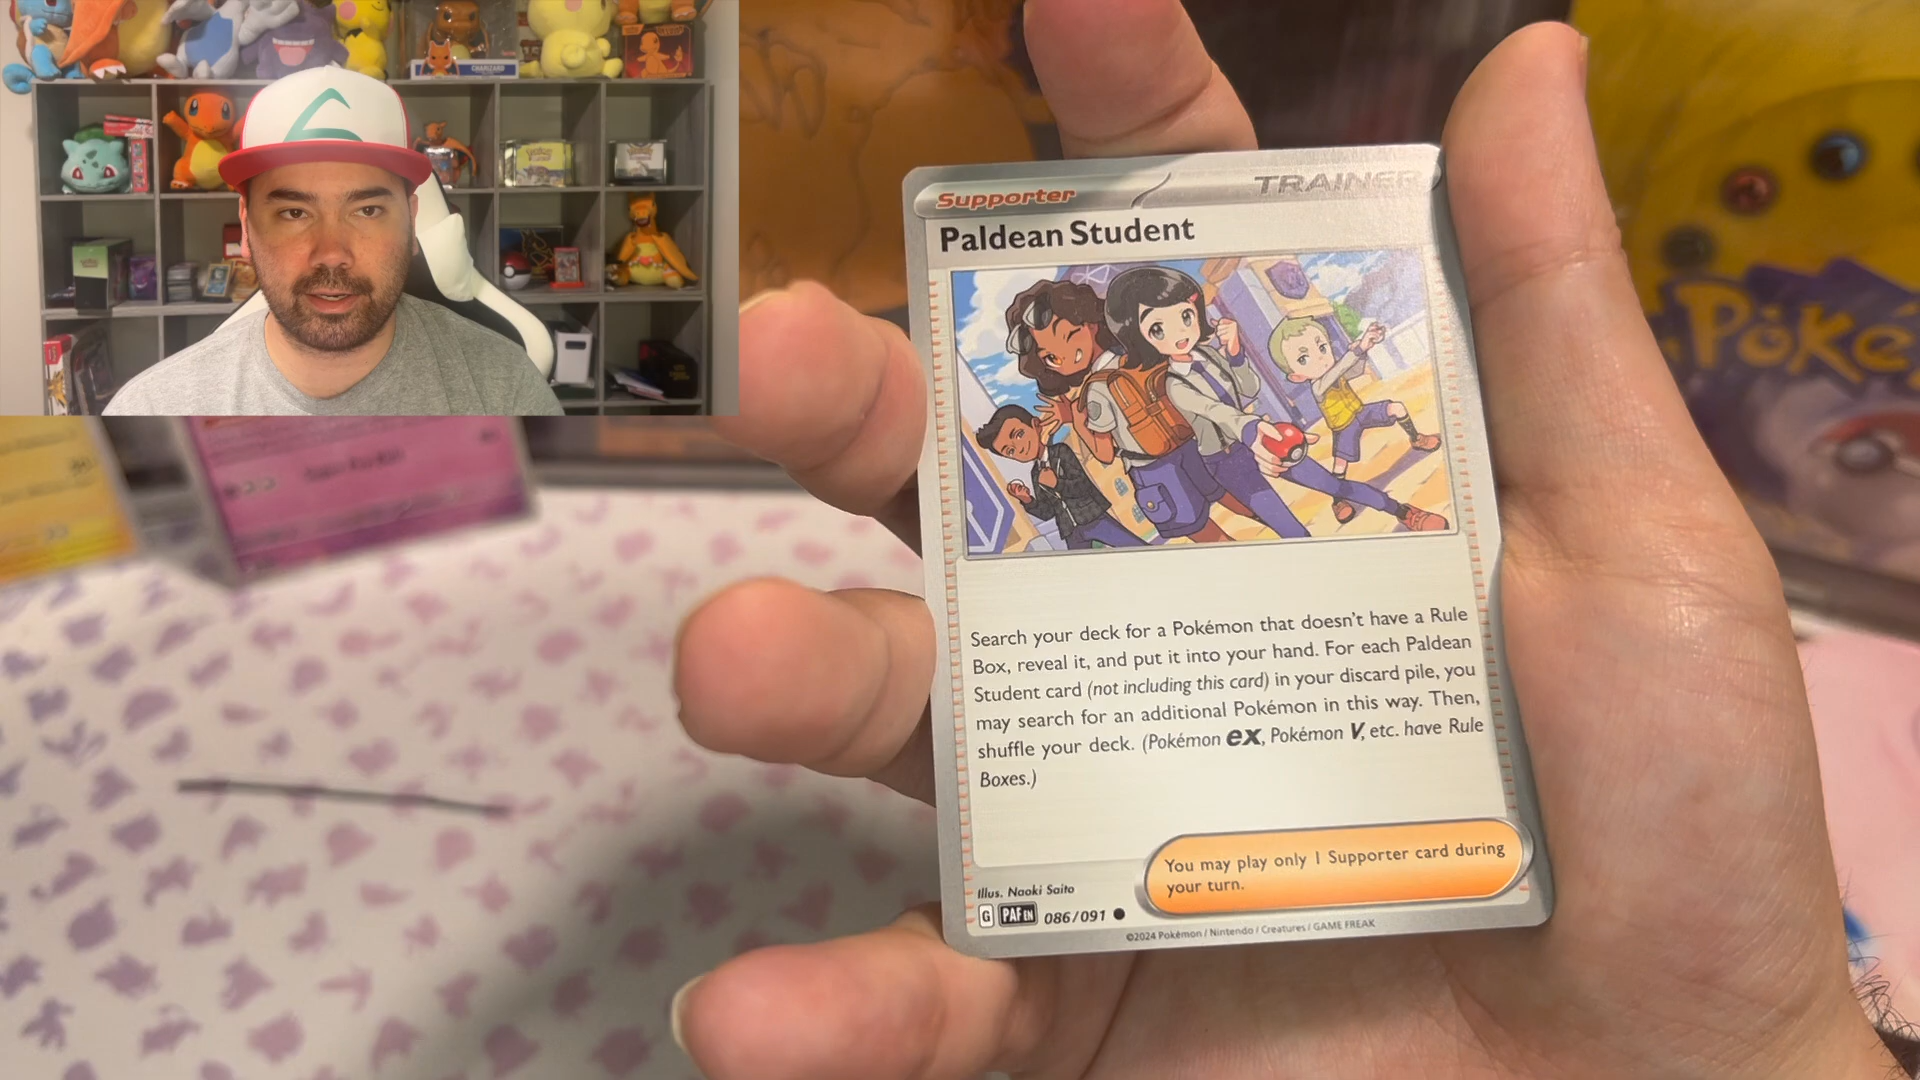 CHARIZARD
Supporter
TRAINER
Paldean Student
Search your deck for a Pokémon that doesn't have a Rule
Box, reveal it, and put it into your hand. For each Paldean
Student card (not including this card) in your discard pile, you
may search for an additional Pokémon in this way. Then,
shuffle your deck. (Pokémon ex, Pokémon V, etc. have Rule
Boxes.)
You may play only 1 Supporter card during
your turn.
Illus. Naoki Saito
G PAF EN 086/091
©2024 Pokémon / Nintendo / Creatures / GAME FREAK
Poké